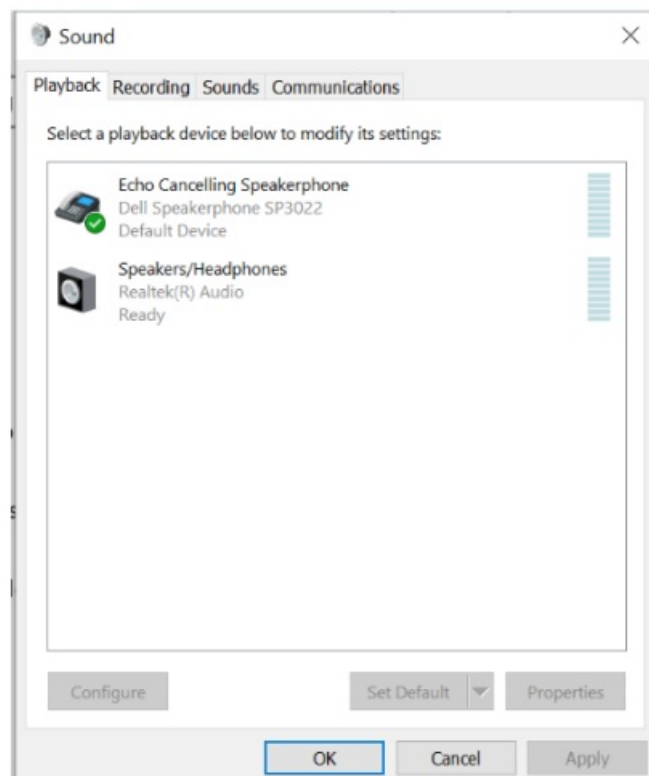 Sound
Playback Recording Sounds Communications
Select a playback device below to modify its settings:
Echo Cancelling Speakerphone
Dell Speakerphone SP3022
Default Device
Speakers/Headphones
Realtek(R) Audio
Ready
Configure Set Default Properties
OK Cancel Apply